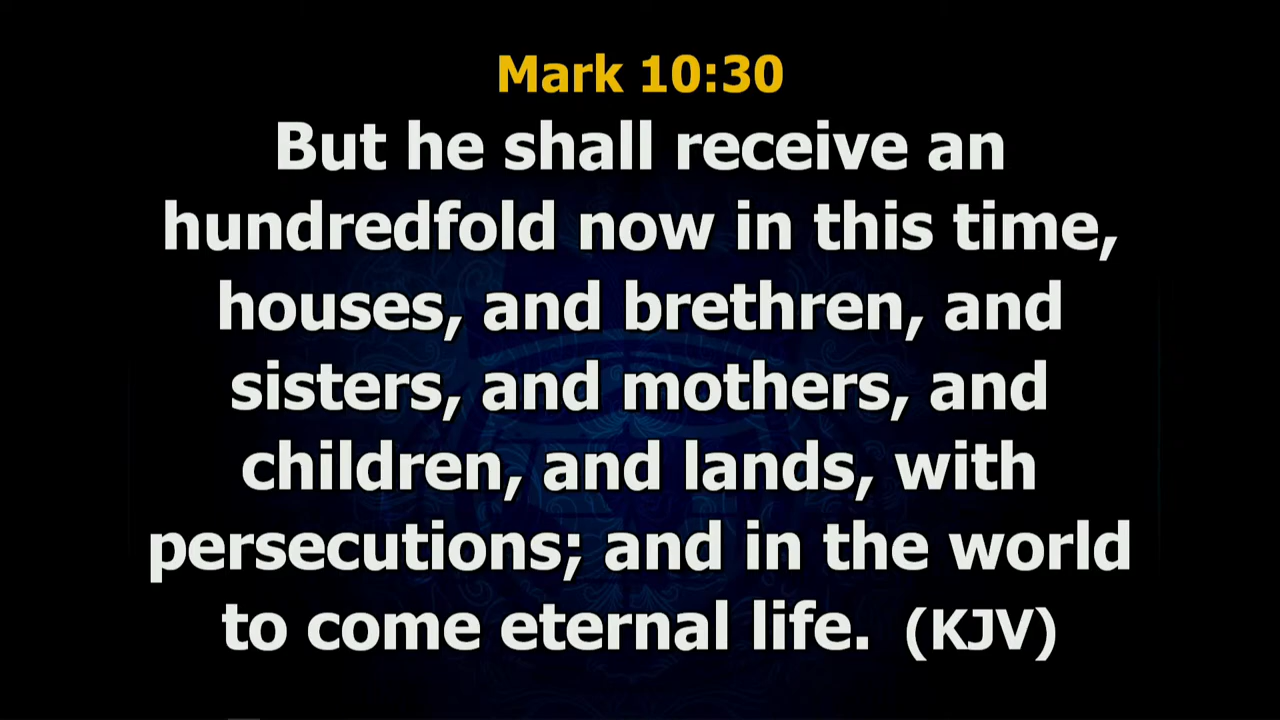 Mark 10:30
But he shall receive an
hundredfold now in this time,
houses, and brethren, and
sisters, and mothers, and
children, and lands, with
persecutions; and in the world
to come eternal life. (KJV)